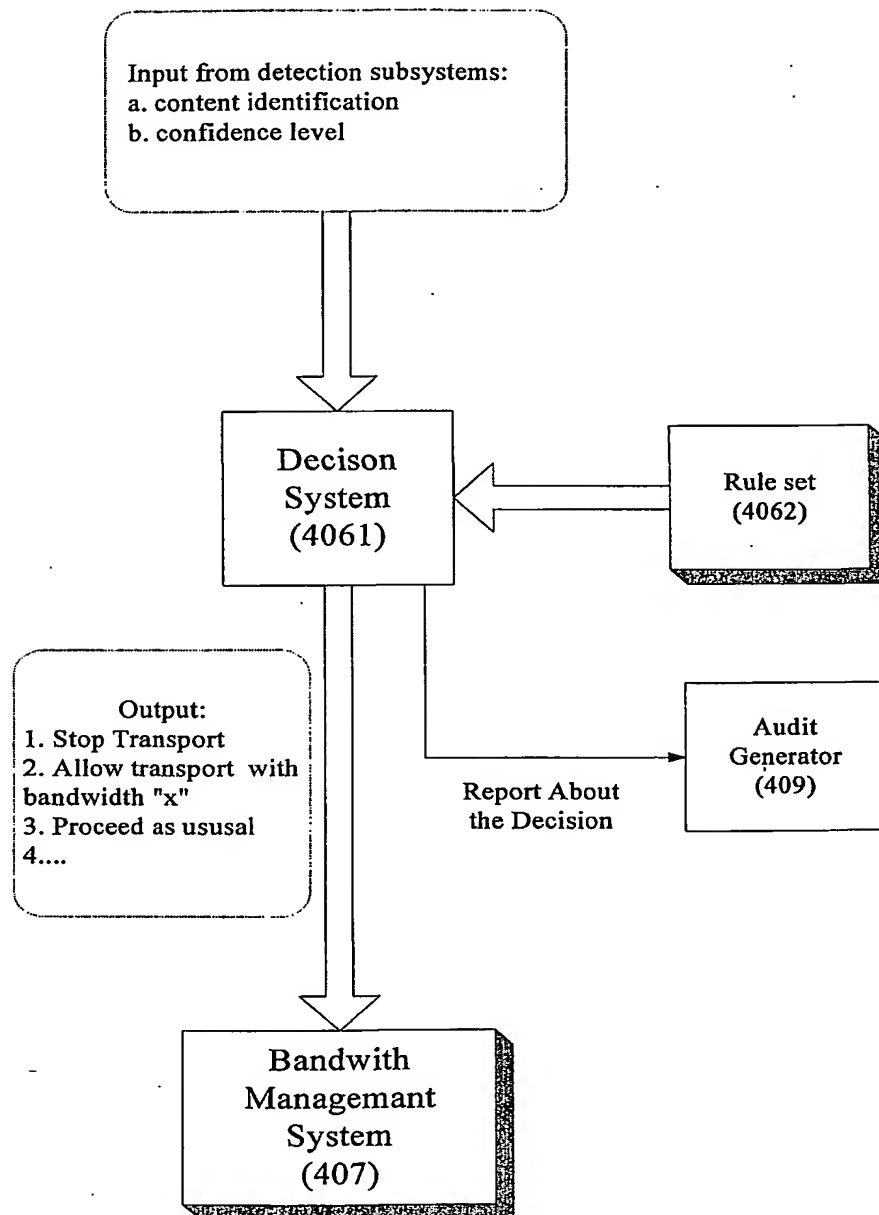 Input from detection subsystems:
a. content identification
b. confidence level
Decison
System
(4061)
Rule set
(4062)
Output:
1. Stop Transport
2. Allow transport with
bandwidth "x"
3. Proceed as ususal
4....
Audit
Generator
(409)
Report About
the Decision
Bandwith
Managemant
System
(407)